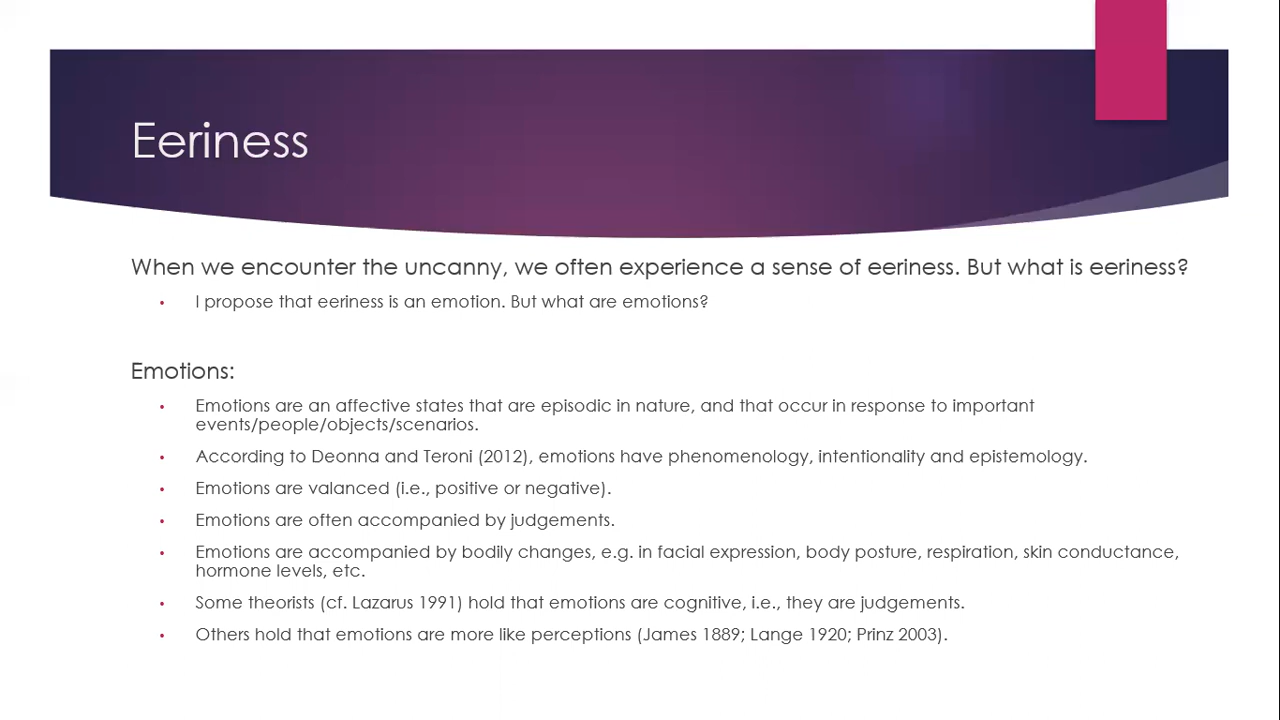 Eeriness
When we encounter the uncanny, we often experience a sense of eeriness. But what is eeriness?
• I propose that eeriness is an emotion. But what are emotions?
Emotions:
• Emotions are an affective states that are episodic in nature, and that occur in response to important
events/people/objects/scenarios.
• According to Deonna and Teroni (2012), emotions have phenomenology, intentionality and epistemology.
• Emotions are valanced (i.e., positive or negative).
• Emotions are often accompanied by judgements.
• Emotions are accompanied by bodily changes, e.g. in facial expression, body posture, respiration, skin conductance,
hormone levels, etc.
• Some theorists (cf. Lazarus 1991) hold that emotions are cognitive, i.e., they are judgements.
• Others hold that emotions are more like perceptions (James 1889; Lange 1920; Prinz 2003).